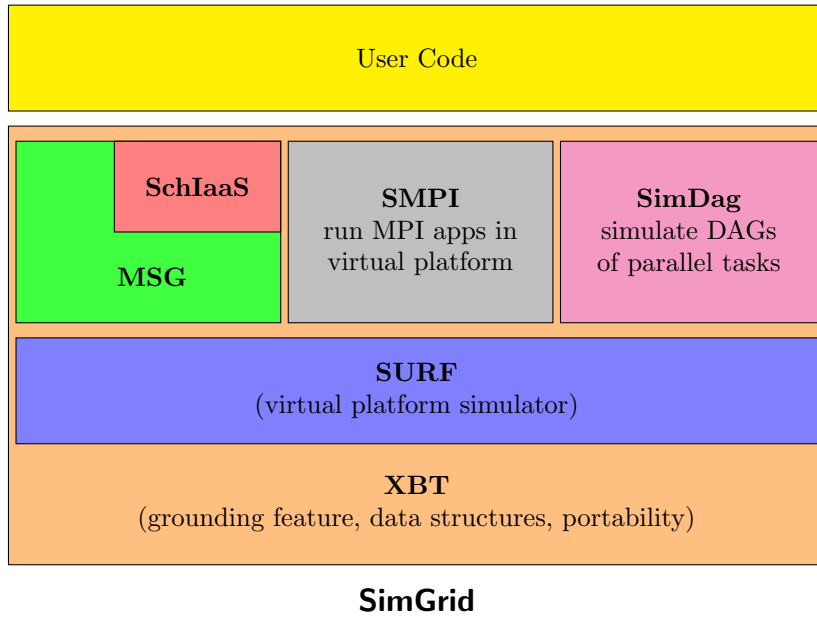 User Code
SchIaaS
MSG
SMPI
run MPI apps in
virtual platform
SimDag
simulate DAGs
of parallel tasks
SURF
(virtual platform simulator)
XBT
(grounding feature, data structures, portability)
SimGrid